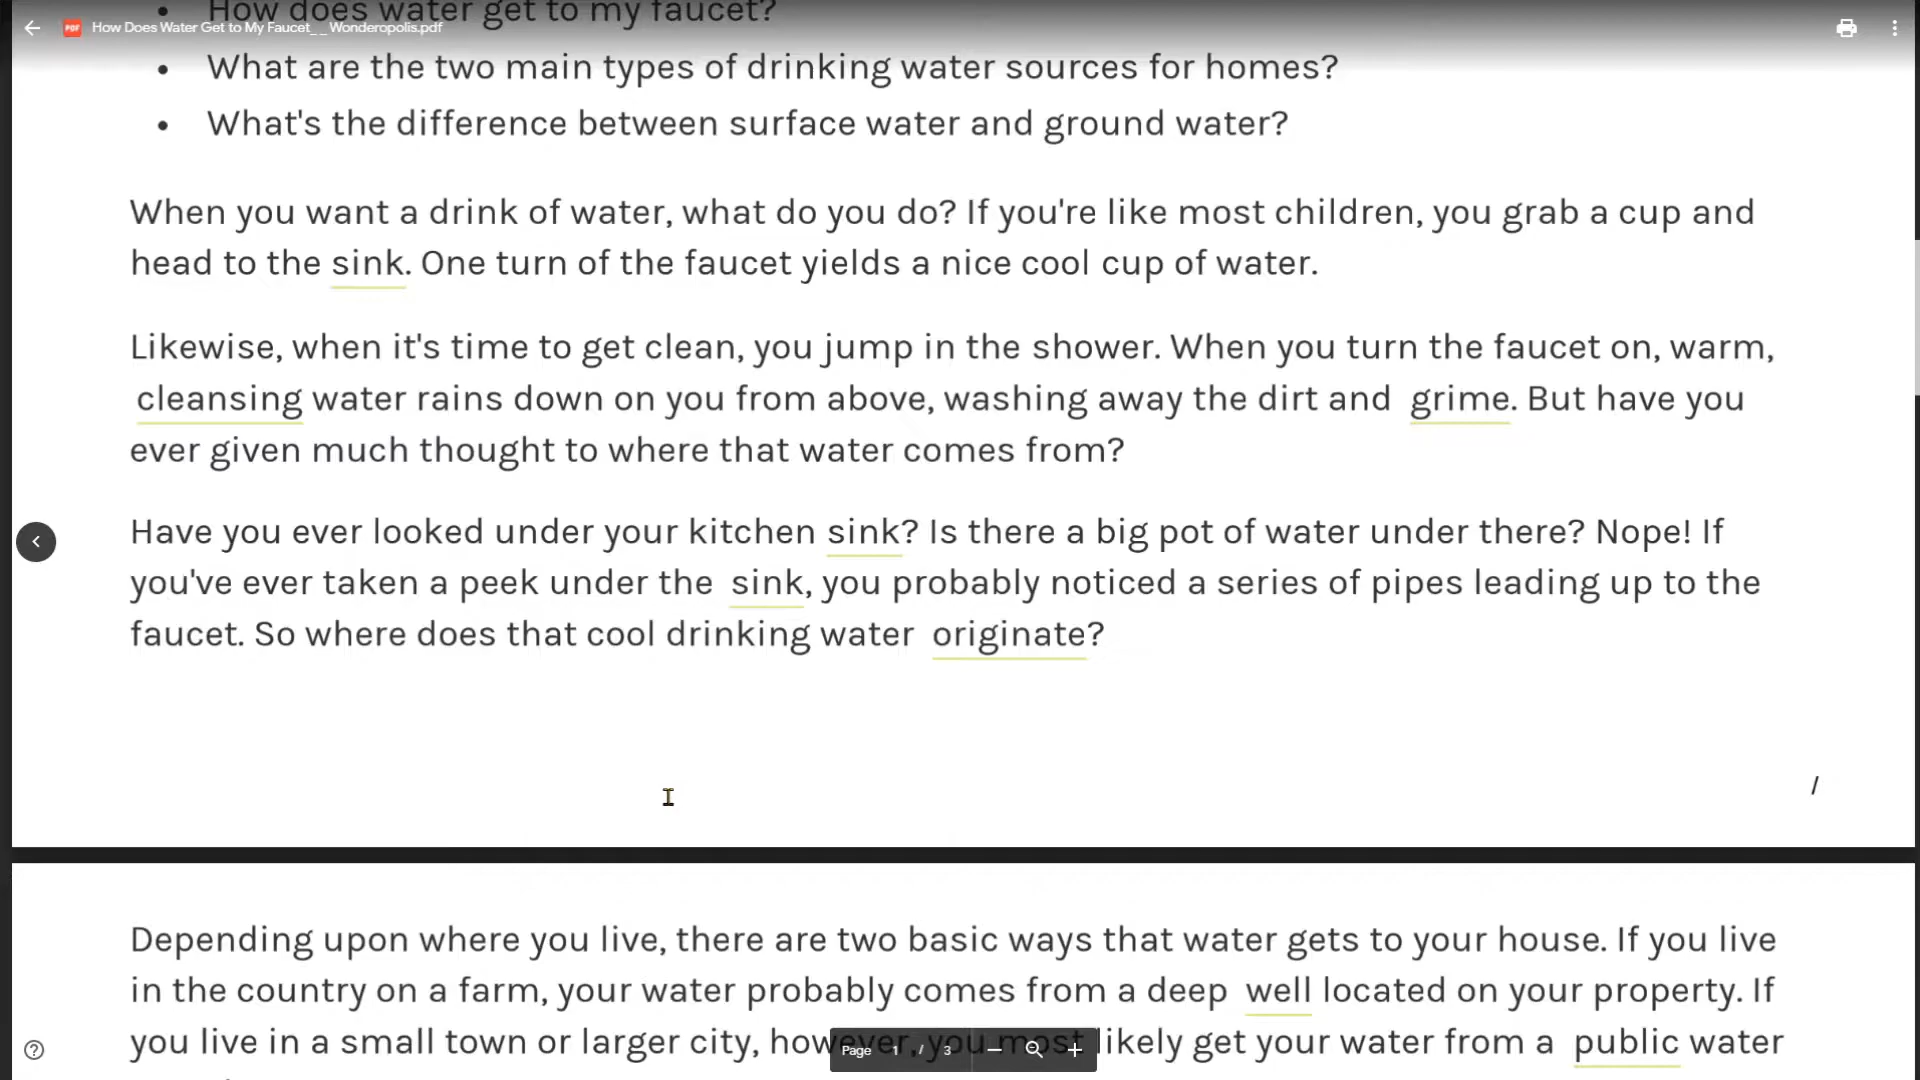 How does water get to my faucet?
How Does Water Get to My Faucet_ _ Wonderopolis.pdf
What are the two main types of drinking water sources for homes?
What's the difference between surface water and ground water?
When you want a drink of water, what do you do? If you're like most children, you grab a cup and
head to the sink. One turn of the faucet yields a nice cool cup of water.
Likewise, when it's time to get clean, you jump in the shower. When you turn the faucet on, warm,
cleansing water rains down on you from above, washing away the dirt and grime. But have you
ever given much thought to where that water comes from?
Have you ever looked under your kitchen sink? Is there a big pot of water under there? Nope! If
you've ever taken a peek under the sink, you probably noticed a series of pipes leading up to the
faucet. So where does that cool drinking water originate?
/
Depending upon where you live, there are two basic ways that water gets to your house. If you live
in the country on a farm, your water probably comes from a deep well located on your property. If
you live in a small town or larger city, however, you most likely get your water from a public water
Page 1 / 3